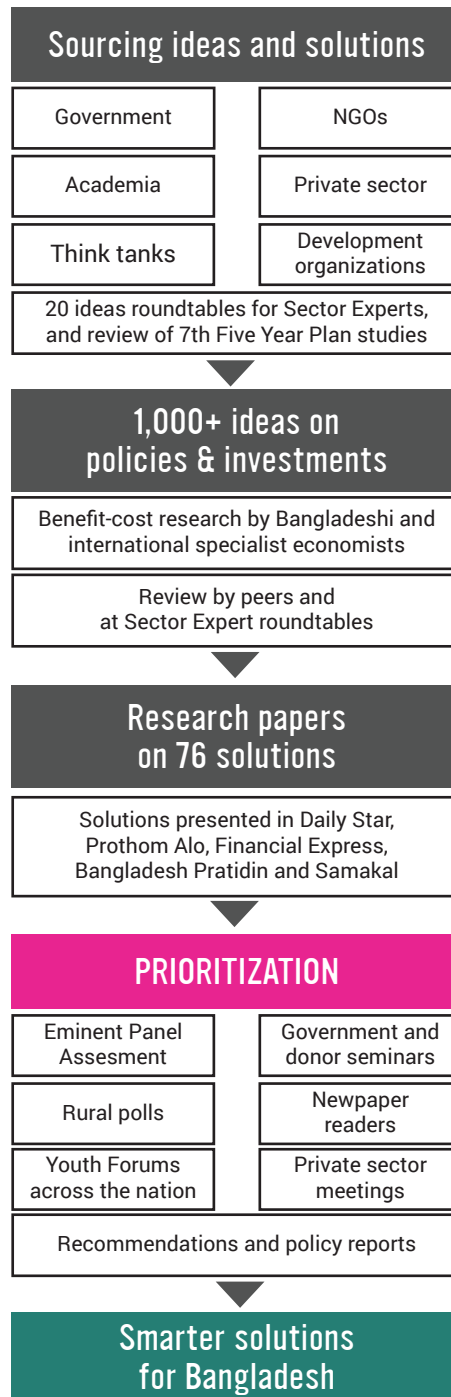 Sourcing ideas and solutions
Government
NGOs
Academia
Private sector
Think tanks
Development
organizations
20 ideas roundtables for Sector Experts,
and review of 7th Five Year Plan studies
1,000+ ideas on
policies & investments
Benefit-cost research by Bangladeshi and
international specialist economists
Review by peers and
at Sector Expert roundtables
Research papers
on 76 solutions
Solutions presented in Daily Star,
Prothom Alo, Financial Express,
Bangladesh Pratidin and Samakal
PRIORITIZATION
Eminent Panel
Assesment
Government and
donor seminars
Rural polls
Newpaper
readers
Youth Forums
across the nation
Private sector
meetings
Recommendations and policy reports
Smarter solutions
for Bangladesh